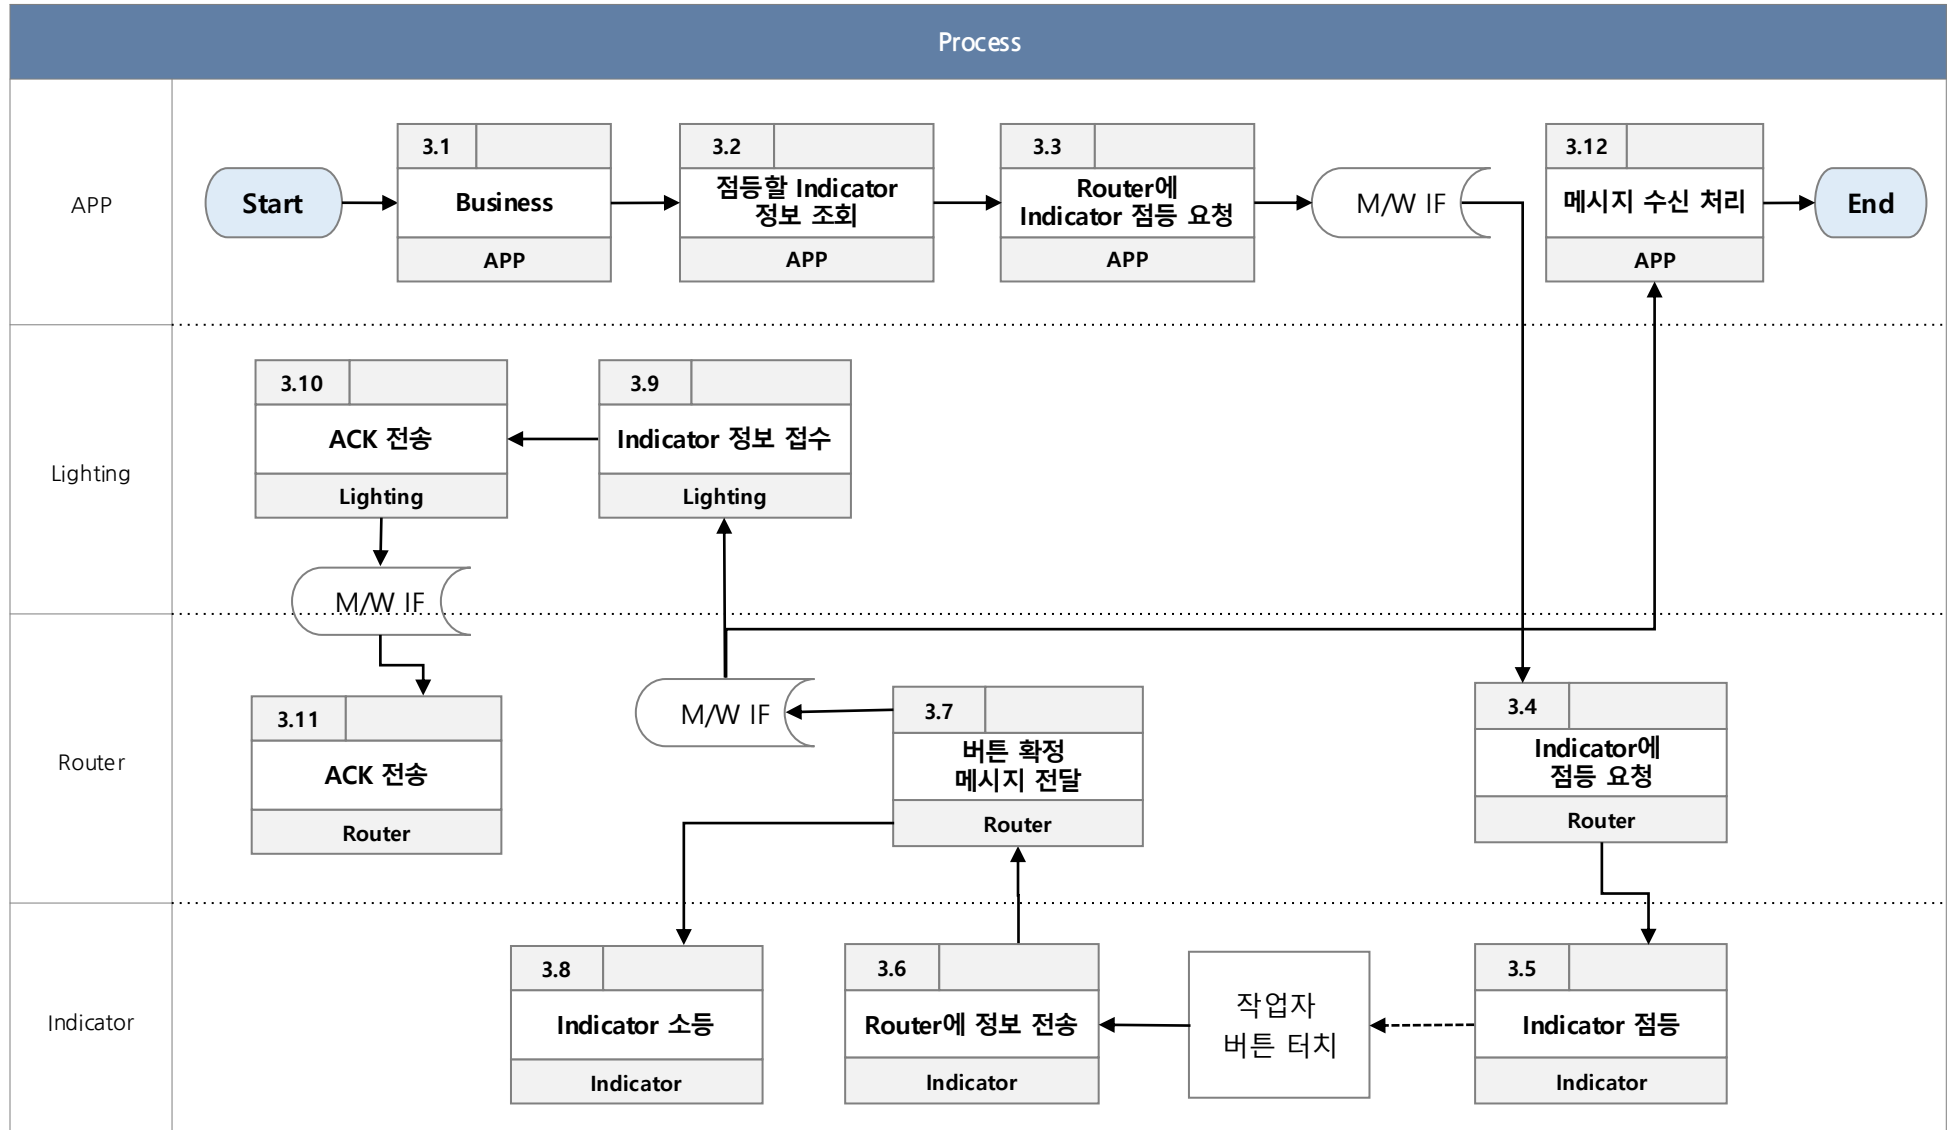 Process
APP
Start
3.1
Business
APP
3.2
점등할 Indicator
정보 조회
APP
3.3
Router에
Indicator 점등 요청
APP
M/W IF
3.12
메시지 수신 처리
APP
End
Lighting
3.10
ACK 전송
Lighting
3.9
Indicator 정보 접수
Lighting
M/W IF
Router
3.11
ACK 전송
Router
M/W IF
3.7
버튼 확정
메시지 전달
Router
3.4
Indicator에
점등 요청
Router
Indicator
3.8
Indicator 소등
Indicator
3.6
Router에 정보 전송
Indicator
작업자
버튼 터치
3.5
Indicator 점등
Indicator